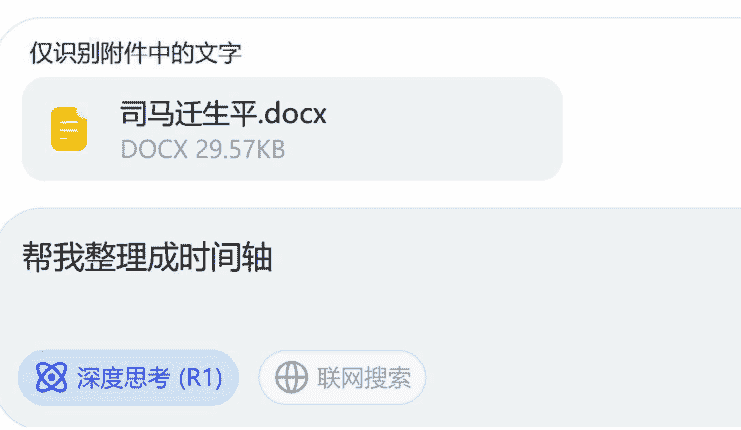 仅识别附件中的文字
司马迁生平.docx
DOCX 29.57KB
帮我整理成时间轴
深度思考 (R1)
联网搜索